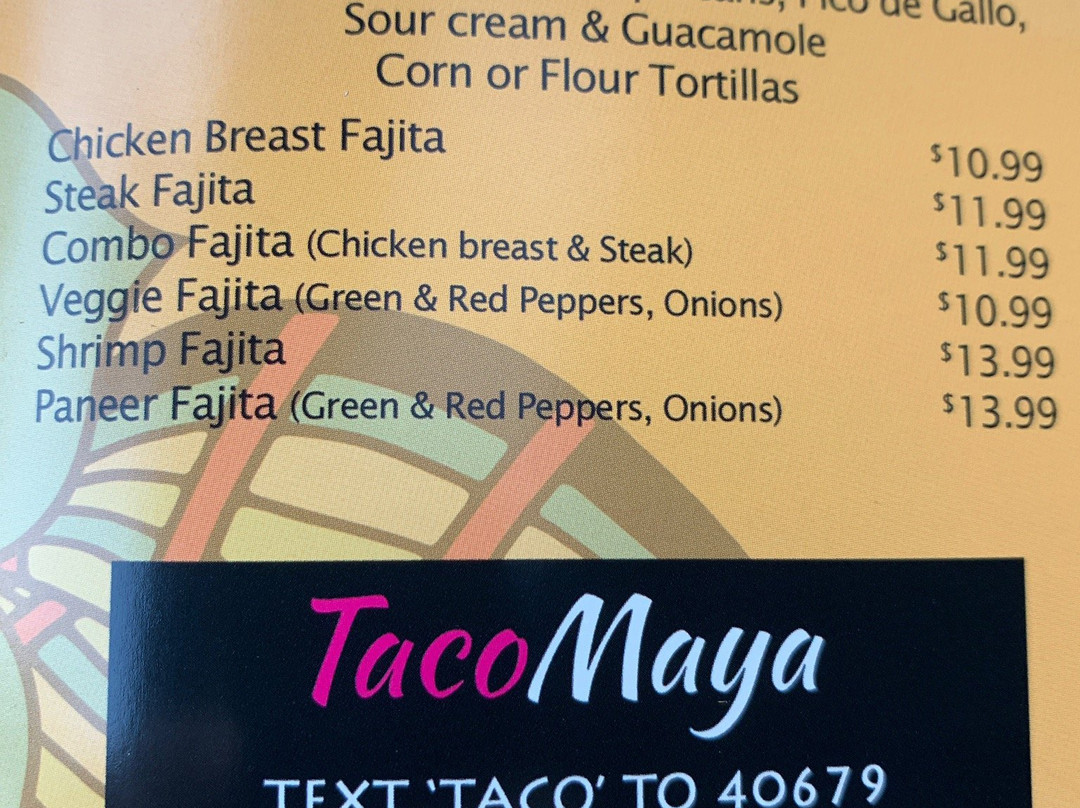 de Gallo,
Sour cream & Guacamole
Corn or Flour Tortillas
Chicken Breast Fajita $10.99
Steak Fajita $11.99
Combo Fajita (Chicken breast & Steak) $11.99
Veggie Fajita (Green & Red Peppers, Onions) $10.99
Shrimp Fajita $13.99
Paneer Fajita (Green & Red Peppers, Onions) $13.99
TacoMaya
TEXT 'TACO' TO 40679